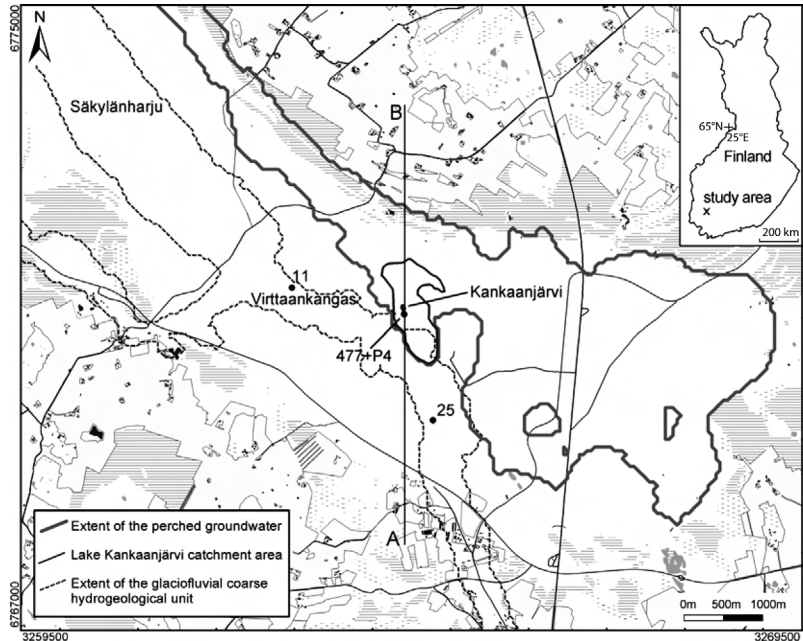 6775000
N
Säkylänharju
B
65°N
25°E
Finland
study area
x
200 km
11
Virttaankangas
Kankaanjärvi
477+P4
25
A
Extent of the perched groundwater
Lake Kankaanjärvi catchment area
Extent of the glaciofluvial coarse
hydrogeological unit
0m 500m 1000m
6767000
3259500
3269500